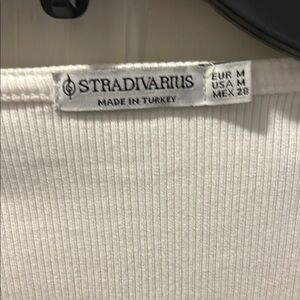 STRADIVARIUS
MADE IN TURKEY
EUR M
USA M
MEX 28